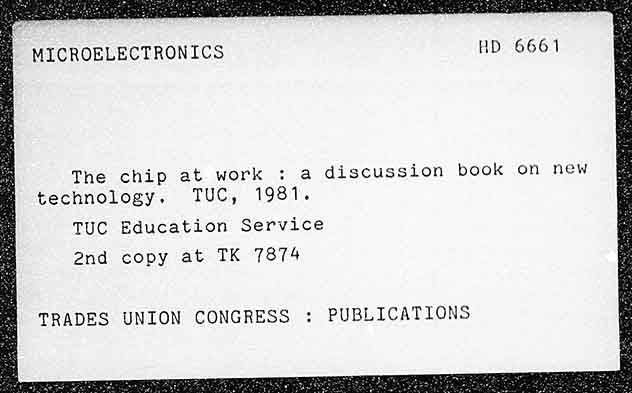 MICROELECTRONICS HD 6661
The chip at work : a discussion book on new
technology. TUC, 1981.
TUC Education Service
2nd copy at TK 7874
TRADES UNION CONGRESS : PUBLICATIONS